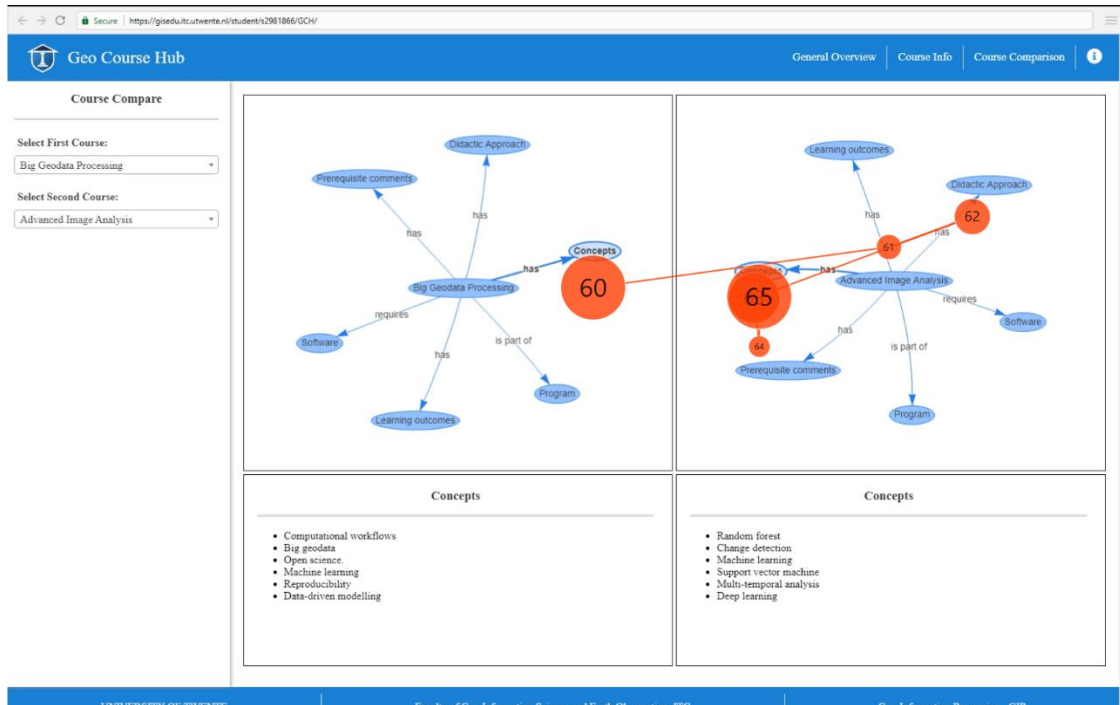 Secure | https://gisedu.itc.utwente.nl/student/s2981866/GCH/
Geo Course Hub
General Overview
Course Info
Course Comparison
Course Compare
Select First Course:
Big Geodata Processing
Select Second Course:
Advanced Image Analysis
Didactic Approach
Prerequisite comments
has
has
Concepts
has
Big Geodata Processing
60
requires
Software
has
is part of
Program
Learning outcomes
Learning outcomes
Didactic Approach
62
has
has
61
Concepts
has
Advanced Image Analysis
65
requires
Software
has
64
is part of
Prerequisite comments
Program
Concepts
Computational workflows
Big geodata
Open science.
Machine learning
Reproducibility
Data-driven modelling
Concepts
Random forest
Change detection
Machine learning
Support vector machine
Multi-temporal analysis
Deep learning
UNIVERSITY OF TWENTE